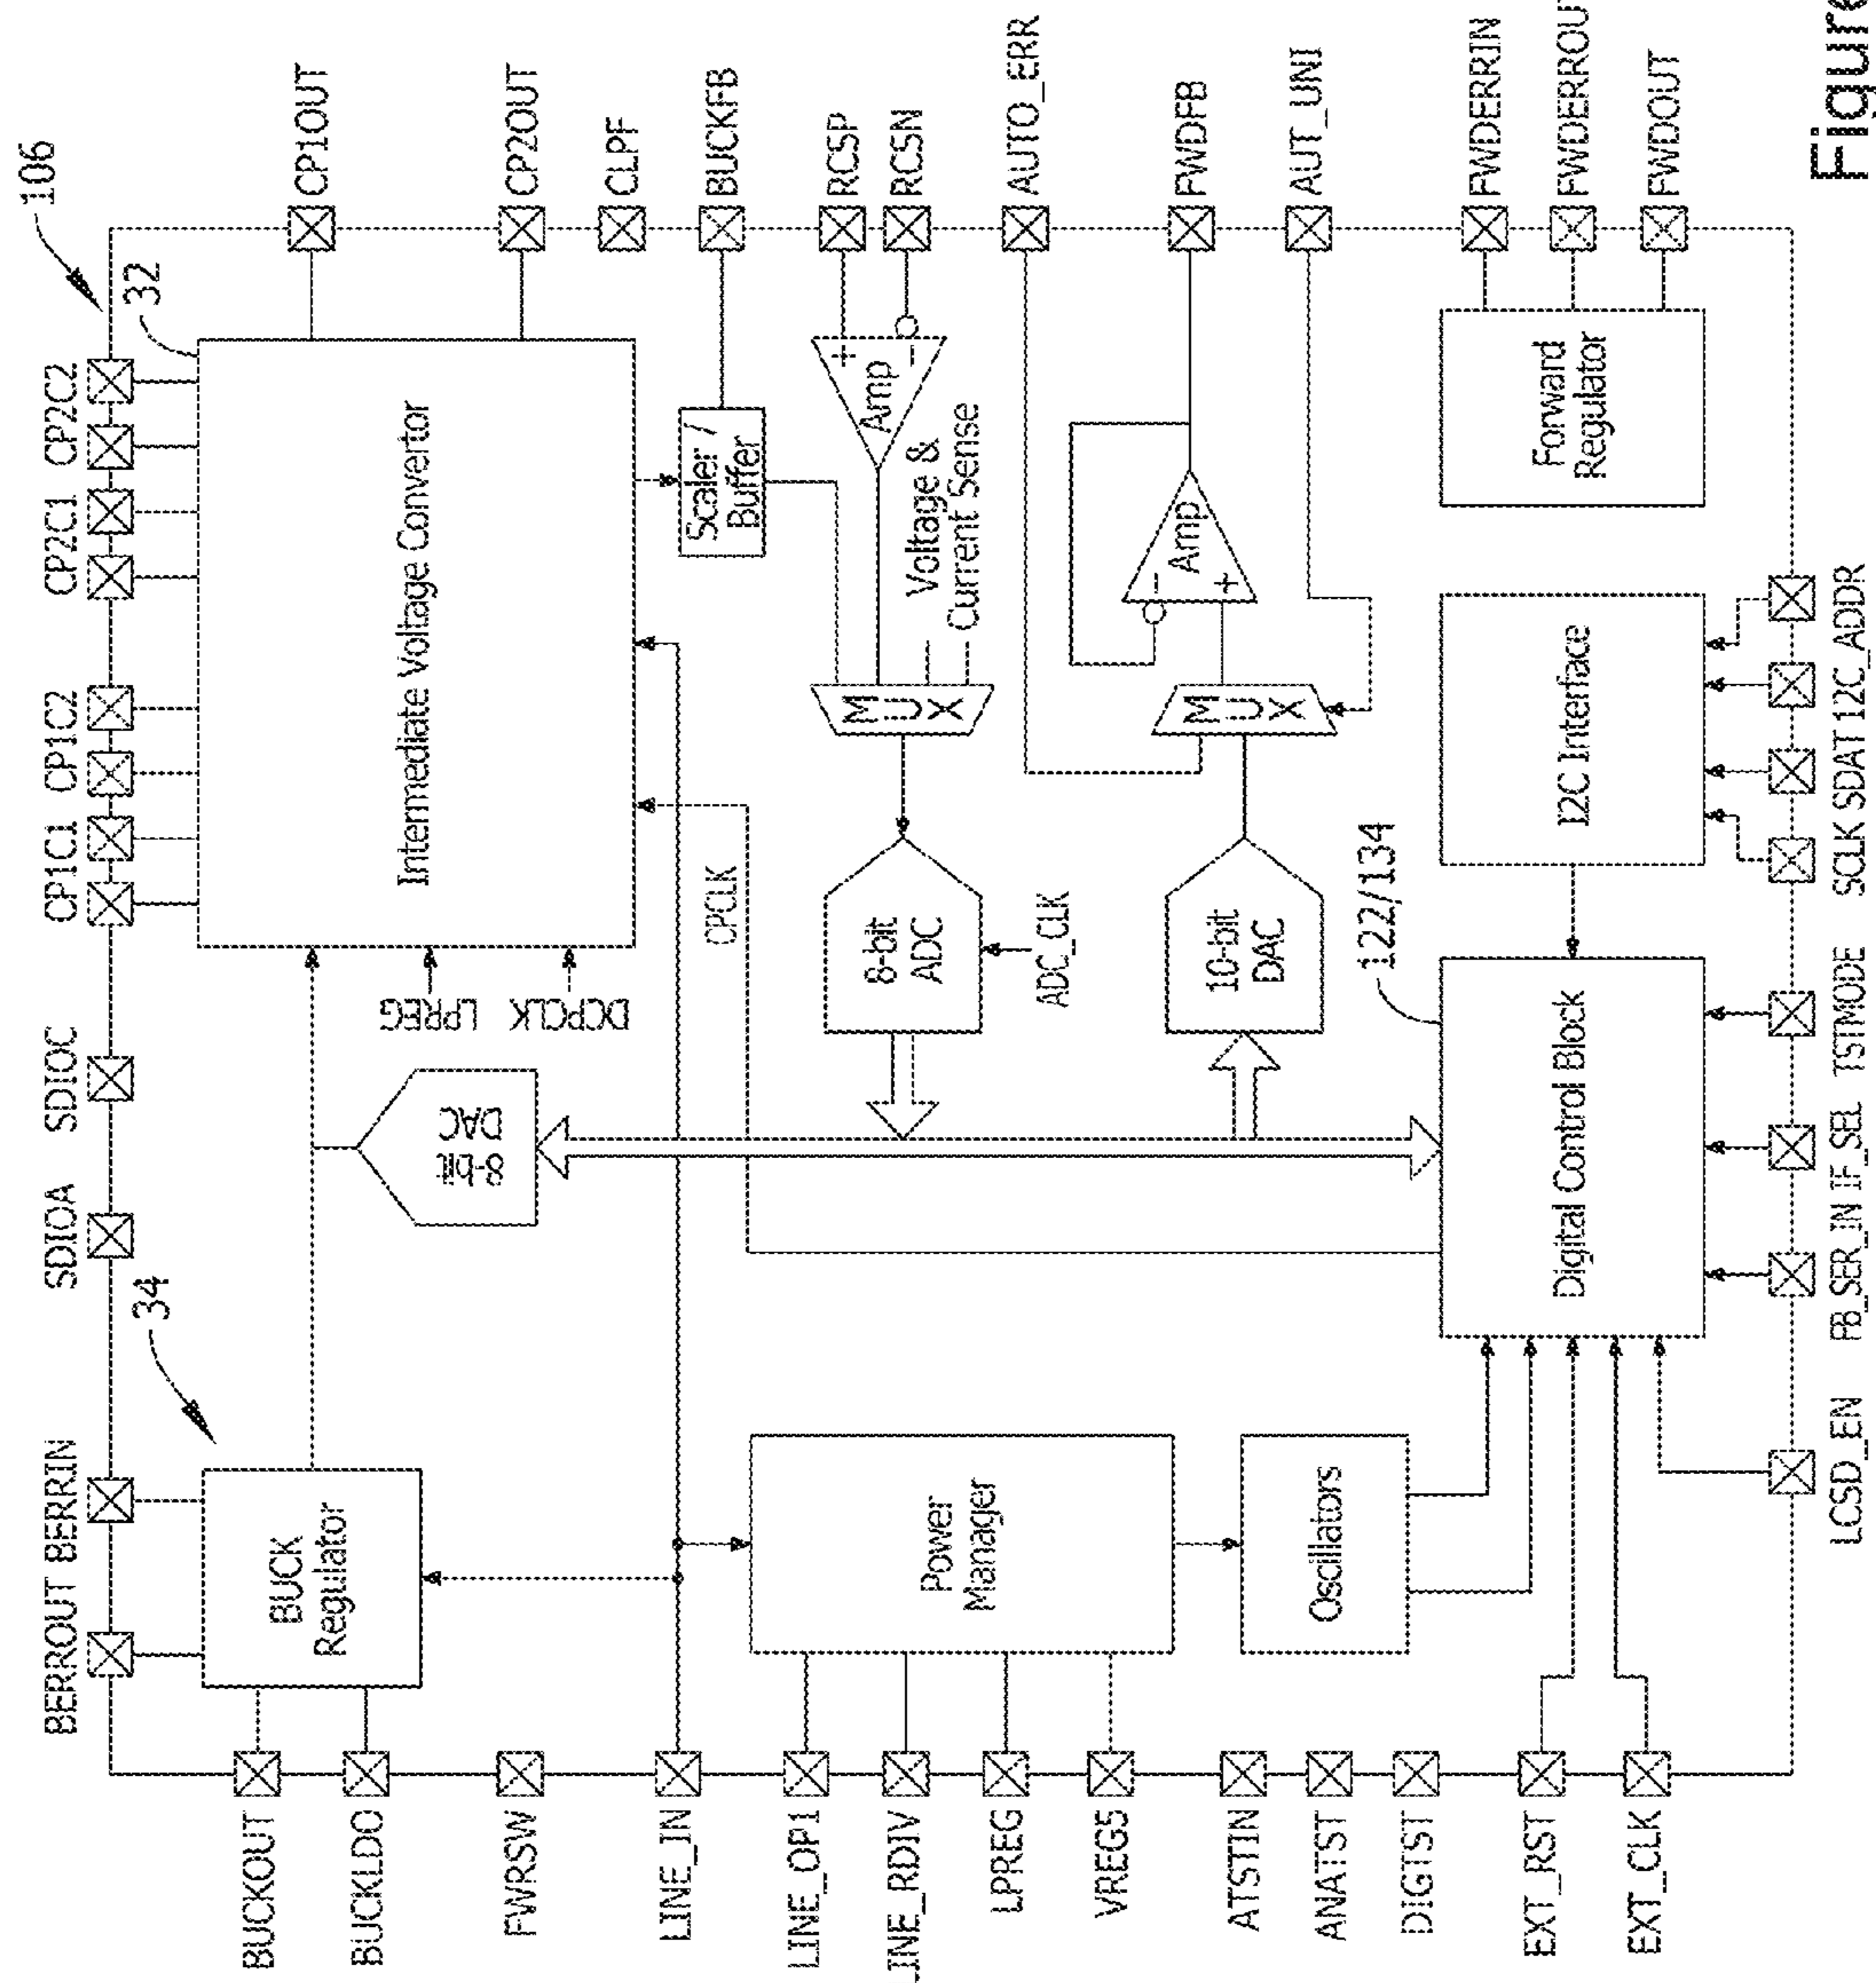 106
34
32
122/134
BERROUT BERRIN
SDIOA
SDIOC
CP1C1
CP1C2
CP2C1
CP2C2
BUCKOUT
BUCKLDO
FWRSW
LINE_IN
LINE_OP1
LINE_RDIV
LPREG
VREG5
ATSTIN
ANATST
DIGTST
EXT_RST
EXT_CLK
BUCK
Regulator
8-bit
DAC
LPREG
DCPCLK
Intermediate Voltage Convertor
CPCLK
Scaler /
Buffer
Amp
+
-
Voltage &
Current Sense
MUX
8-bit
ADC
ADC_CLK
Power
Manager
Oscillators
10-bit
DAC
MUX
Amp
-
+
Digital Control Block
I2C Interface
Forward
Regulator
CP1OUT
CP2OUT
CLPF
BUCKFB
RCSP
RCSN
AUTO_ERR
FWDFB
AUT_UNI
FWDERRIN
FWDERROUT
FWDOUT
LCSD_EN
FB_SER_IN
IF_SEL
TSTMODE
SCLK
SDAT
12C_ADDR
Figure